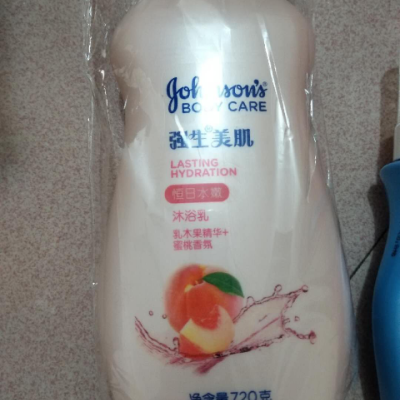 Johnson's
BODY CARE
强生美肌
LASTING
HYDRATION
恒日水嫩
沐浴乳
乳木果精华+
蜜桃香氛
净含量720克